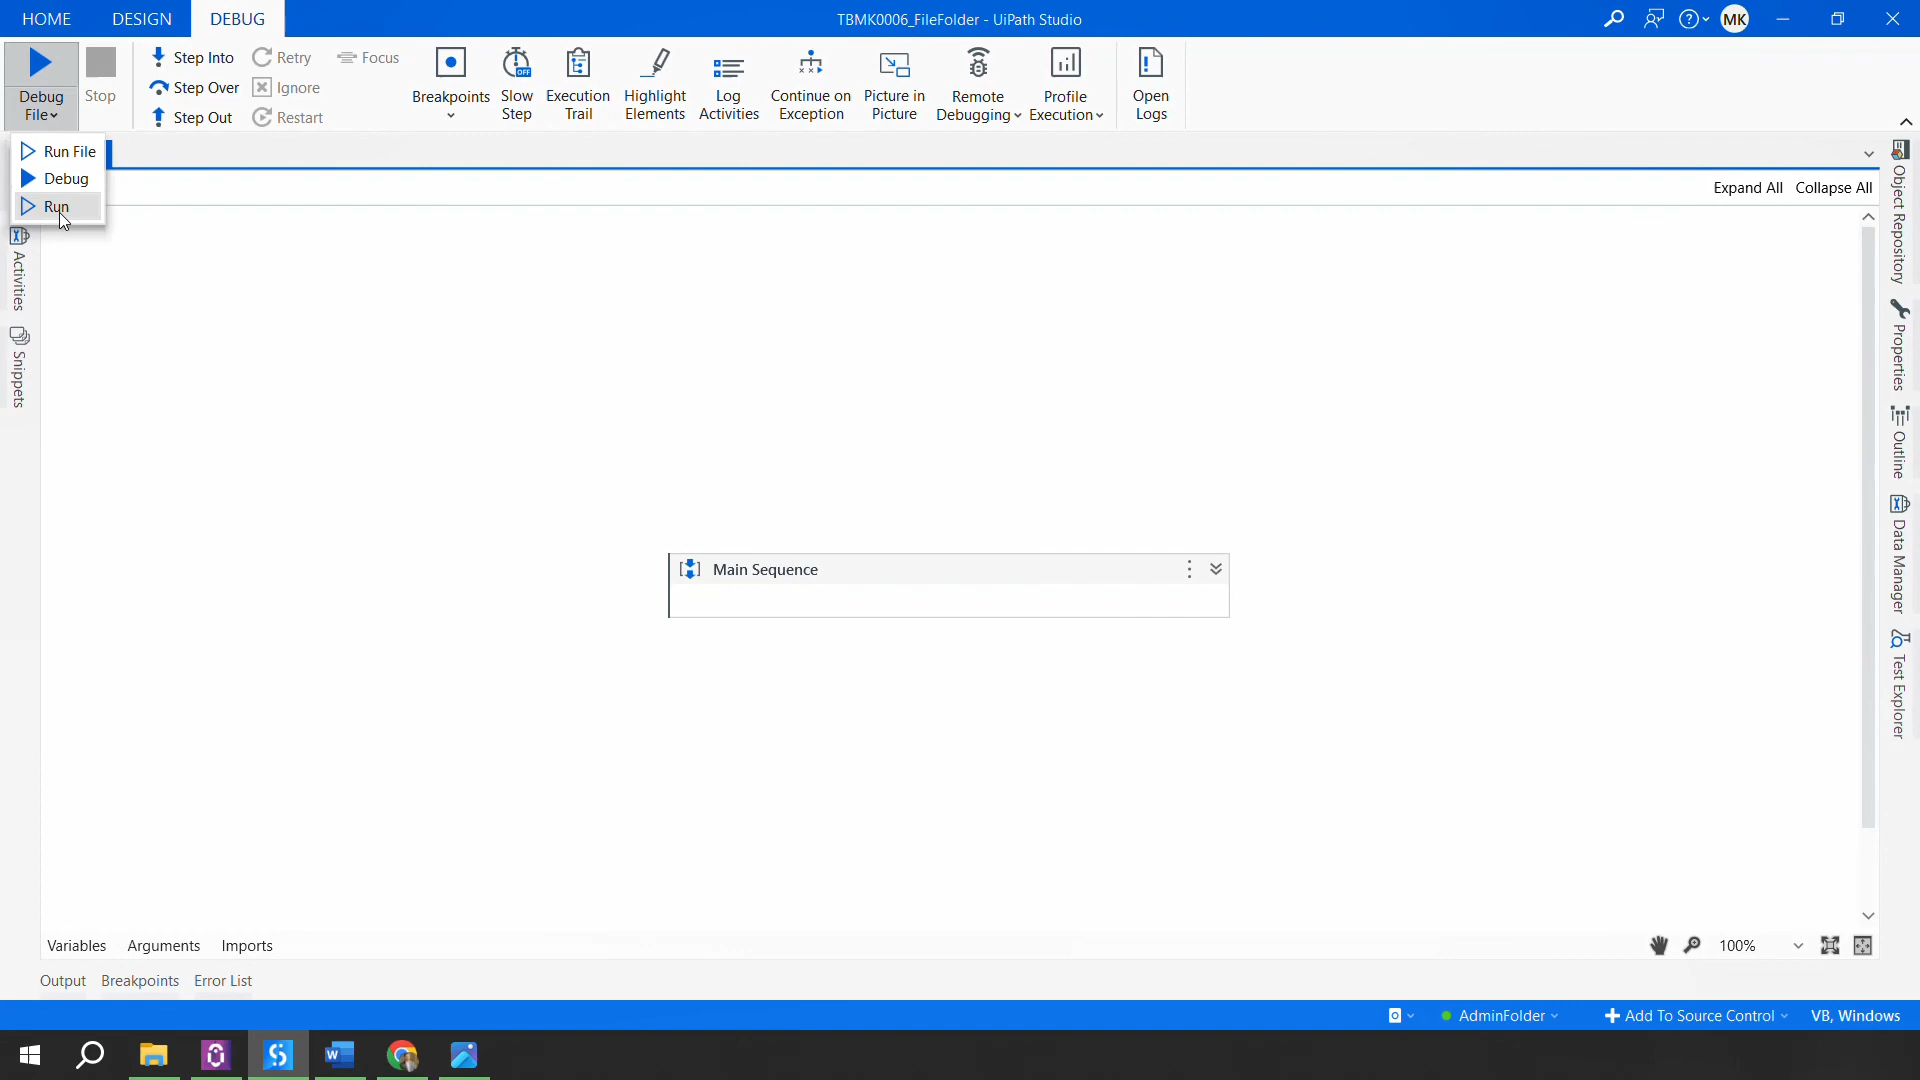 HOME DESIGN DEBUG
TBMK0006_FileFolder - UiPath Studio
MK
Debug
File
Stop
Step Into
Step Over
Step Out
Retry
Ignore
Restart
Focus
Breakpoints
Slow
Step
OFF
Execution
Trail
Highlight
Elements
Log
Activities
Continue on
Exception
Picture in
Picture
Remote
Debugging
Profile
Execution
Open
Logs
Run File
Debug
Run
Expand All Collapse All
Activities
Snippets
Object Repository
Properties
Outline
Data Manager
Test Explorer
Main Sequence
Variables Arguments Imports
100%
Output Breakpoints Error List
AdminFolder
Add To Source Control
VB, Windows